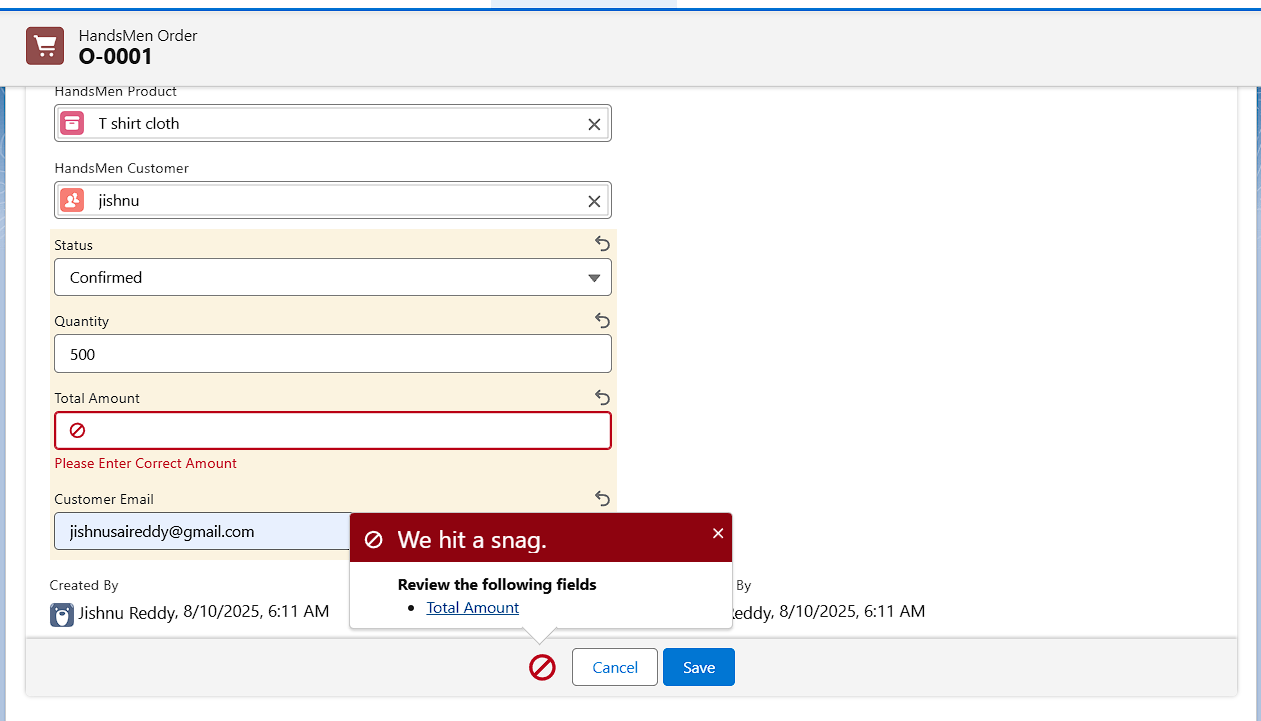 HandsMen Order
O-0001
HandsMen Product
T shirt cloth
HandsMen Customer
jishnu
Status
Confirmed
Quantity
500
Total Amount
Please Enter Correct Amount
Customer Email
jishnusaireddy@gmail.com
We hit a snag.
Review the following fields
Total Amount
Created By
By
Jishnu Reddy, 8/10/2025, 6:11 AM
eddy, 8/10/2025, 6:11 AM
Cancel
Save